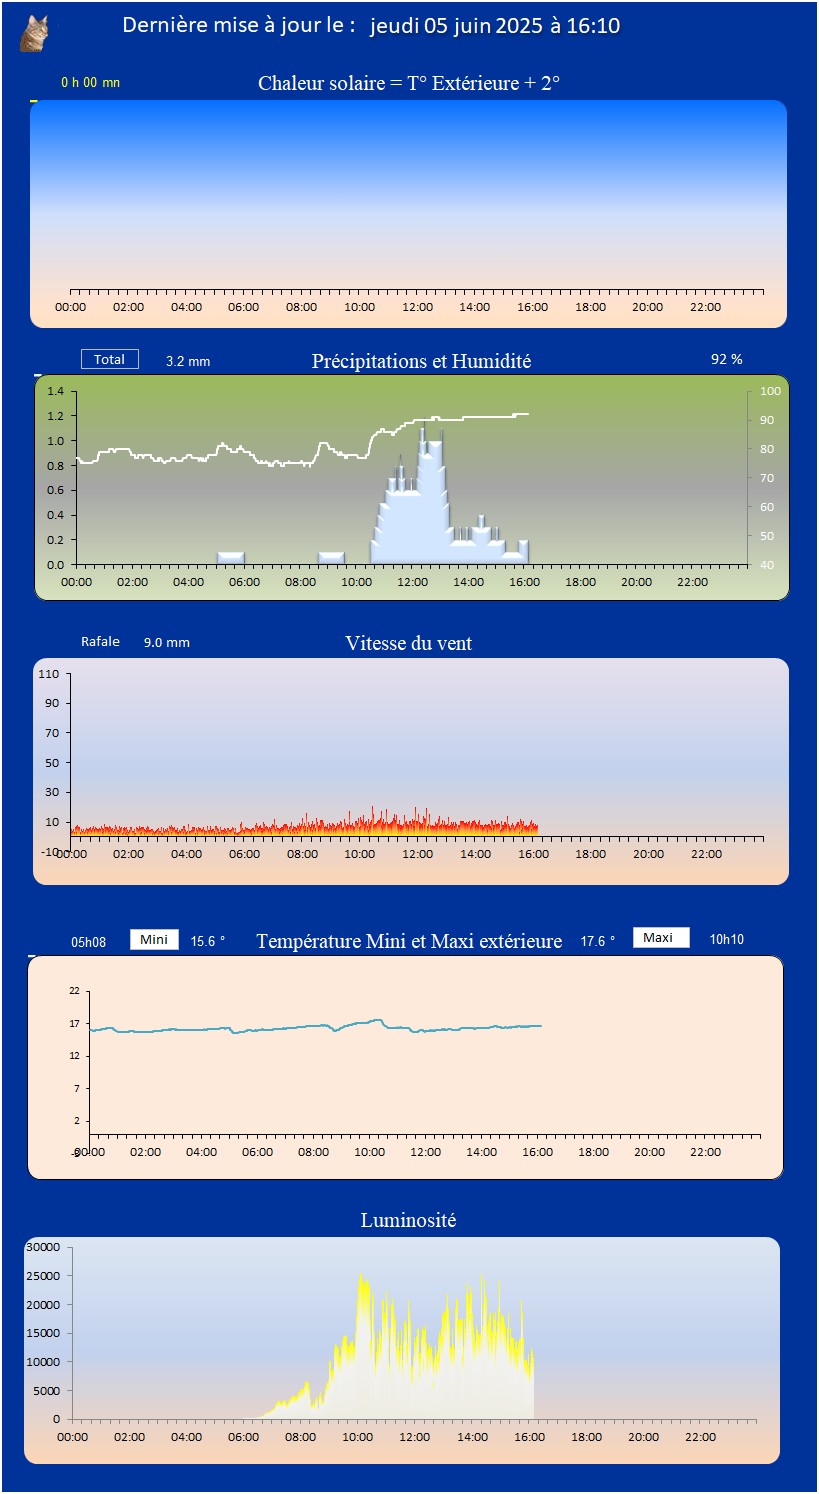 Dernière mise à jour le : jeudi 05 juin 2025 à 16:10
0 h 00 mn
Chaleur solaire = T° Extérieure + 2°
00:00 02:00 04:00 06:00 08:00 10:00 12:00 14:00 16:00 18:00 20:00 22:00
Total 3.2 mm Précipitations et Humidité 92 %
1.4 100
1.2 90
1.0 80
0.8 70
0.6 60
0.4 50
0.2
0.0 40
00:00 02:00 04:00 06:00 08:00 10:00 12:00 14:00 16:00 18:00 20:00 22:00
Rafale 9.0 mm Vitesse du vent
110
90
70
50
30
10
-10
00:00 02:00 04:00 06:00 08:00 10:00 12:00 14:00 16:00 18:00 20:00 22:00
05h08 Mini 15.6 ° Température Mini et Maxi extérieure 17.6 ° Maxi 10h10
22
17
12
7
2
-3
00:00 02:00 04:00 06:00 08:00 10:00 12:00 14:00 16:00 18:00 20:00 22:00
Luminosité
30000
25000
20000
15000
10000
5000
0
00:00 02:00 04:00 06:00 08:00 10:00 12:00 14:00 16:00 18:00 20:00 22:00